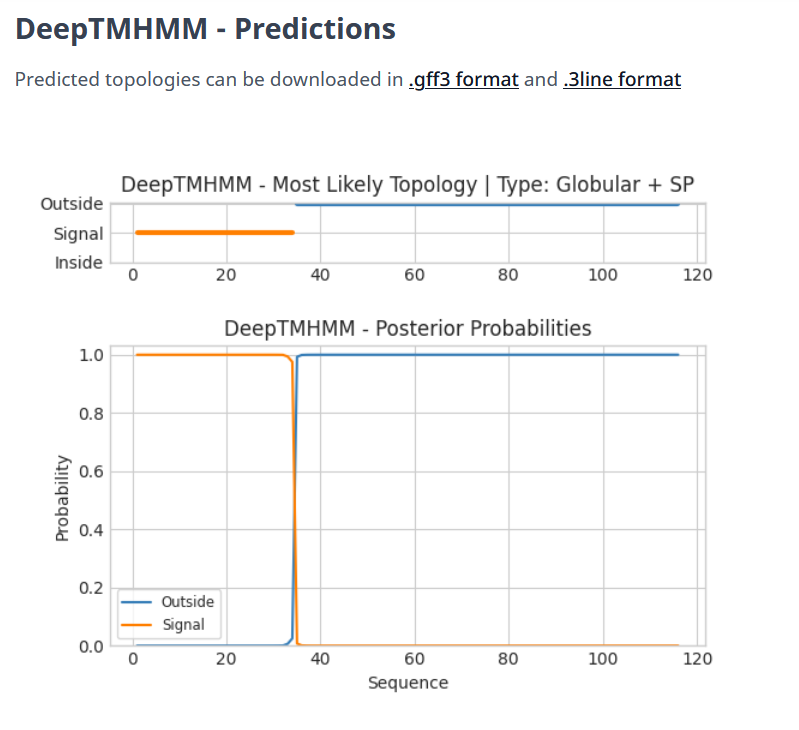 DeepTMHMM - Predictions
Predicted topologies can be downloaded in .gff3 format and .3line format
DeepTMHMM - Most Likely Topology | Type: Globular + SP
Outside
Signal
Inside
0 20 40 60 80 100 120
DeepTMHMM - Posterior Probabilities
1.0
0.8
0.6
0.4
0.2
0.0
Probability
Outside
Signal
0 20 40 60 80 100 120
Sequence